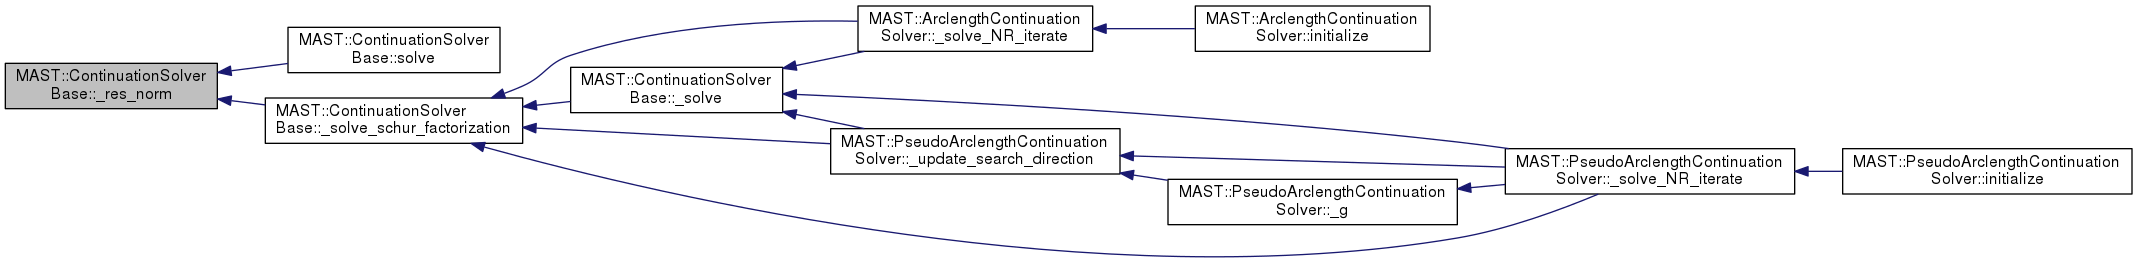 MAST::ContinuationSolver
Base::_res_norm
MAST::ContinuationSolver
Base::solve
MAST::ContinuationSolver
Base::_solve_schur_factorization
MAST::ContinuationSolver
Base::_solve
MAST::ArclengthContinuation
Solver::_solve_NR_iterate
MAST::ArclengthContinuation
Solver::initialize
MAST::PseudoArclengthContinuation
Solver::_update_search_direction
MAST::PseudoArclengthContinuation
Solver::_g
MAST::PseudoArclengthContinuation
Solver::_solve_NR_iterate
MAST::PseudoArclengthContinuation
Solver::initialize